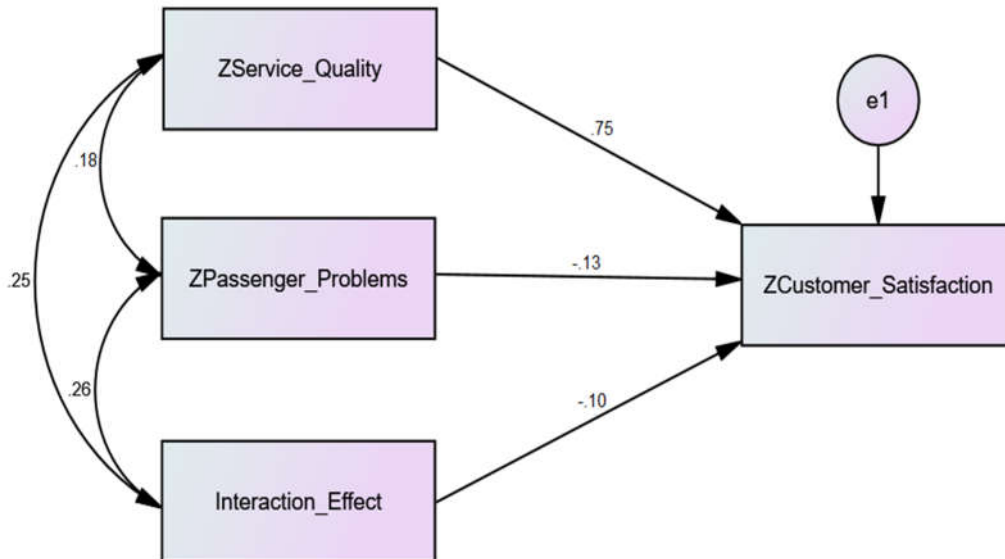 ZService_Quality
e1
.75
.18
ZPassenger_Problems
-.13
ZCustomer_Satisfaction
.25
.26
-.10
Interaction_Effect